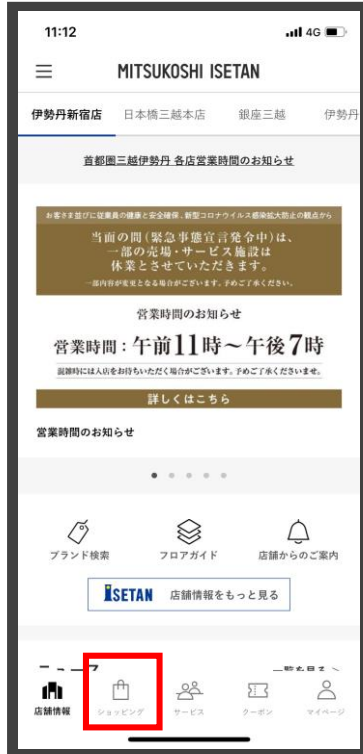 11:12
4G
MITSUKOSHI ISETAN
伊勢丹新宿店 日本橋三越本店 銀座三越 伊勢丹
首都圏三越伊勢丹 各店営業時間のお知らせ
お客さま並びに従業員の健康と安全確保、新型コロナウイルス感染拡大防止の観点から
当面の間(緊急事態宣言発令中)は、
一部の売場・サービス施設は
休業とさせていただきます。
一部内容が変更となる場合がございます。予めご了承ください。
営業時間のお知らせ
営業時間:午前11時〜午後7時
混雑時には入店をお待ちいただく場合がございます。予めご了承くださいませ。
詳しくはこちら
営業時間のお知らせ
ブランド検索 フロアガイド 店舗からのご案内
ISETAN 店舗情報をもっと見る
ニュース 一覧を見る >
店舗情報 ショッピング サービス クーポン マイページ